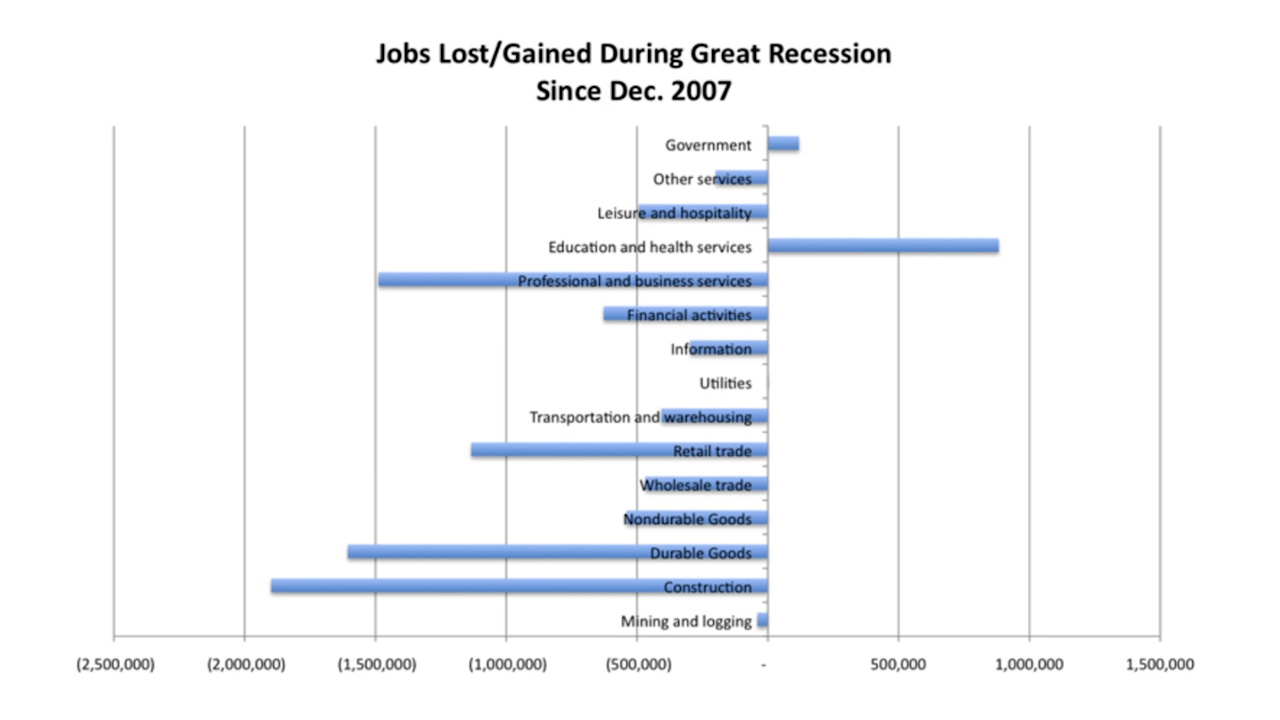 Jobs Lost/Gained During Great Recession
Since Dec. 2007
Government
Other services
Leisure and hospitality
Education and health services
Professional and business services
Financial activities
Information
Utilities
Transportation and warehousing
Retail trade
Wholesale trade
Nondurable Goods
Durable Goods
Construction
Mining and logging
(2,500,000) (2,000,000) (1,500,000) (1,000,000) (500,000) - 500,000 1,000,000 1,500,000